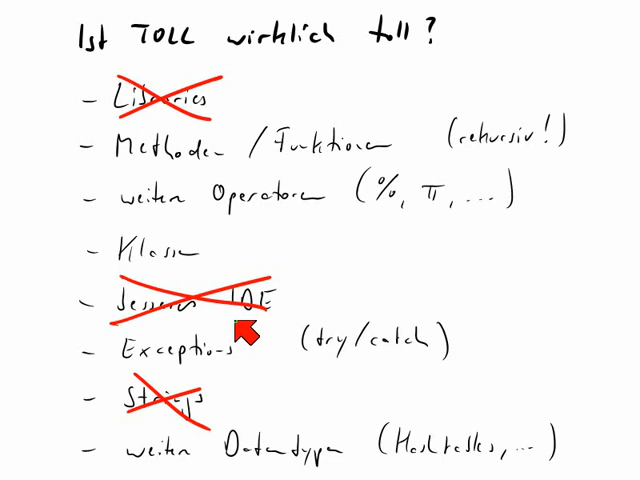 Ist TOLL wirklich toll?
- Libraries
- Methoden / Funktionen (rekursiv!)
- weitere Operatoren (%, π, ...)
- Klassen
- besseres IDE
- Exceptions (try/catch)
- Strings
- weitere Datentypen (Hashtables, ...)